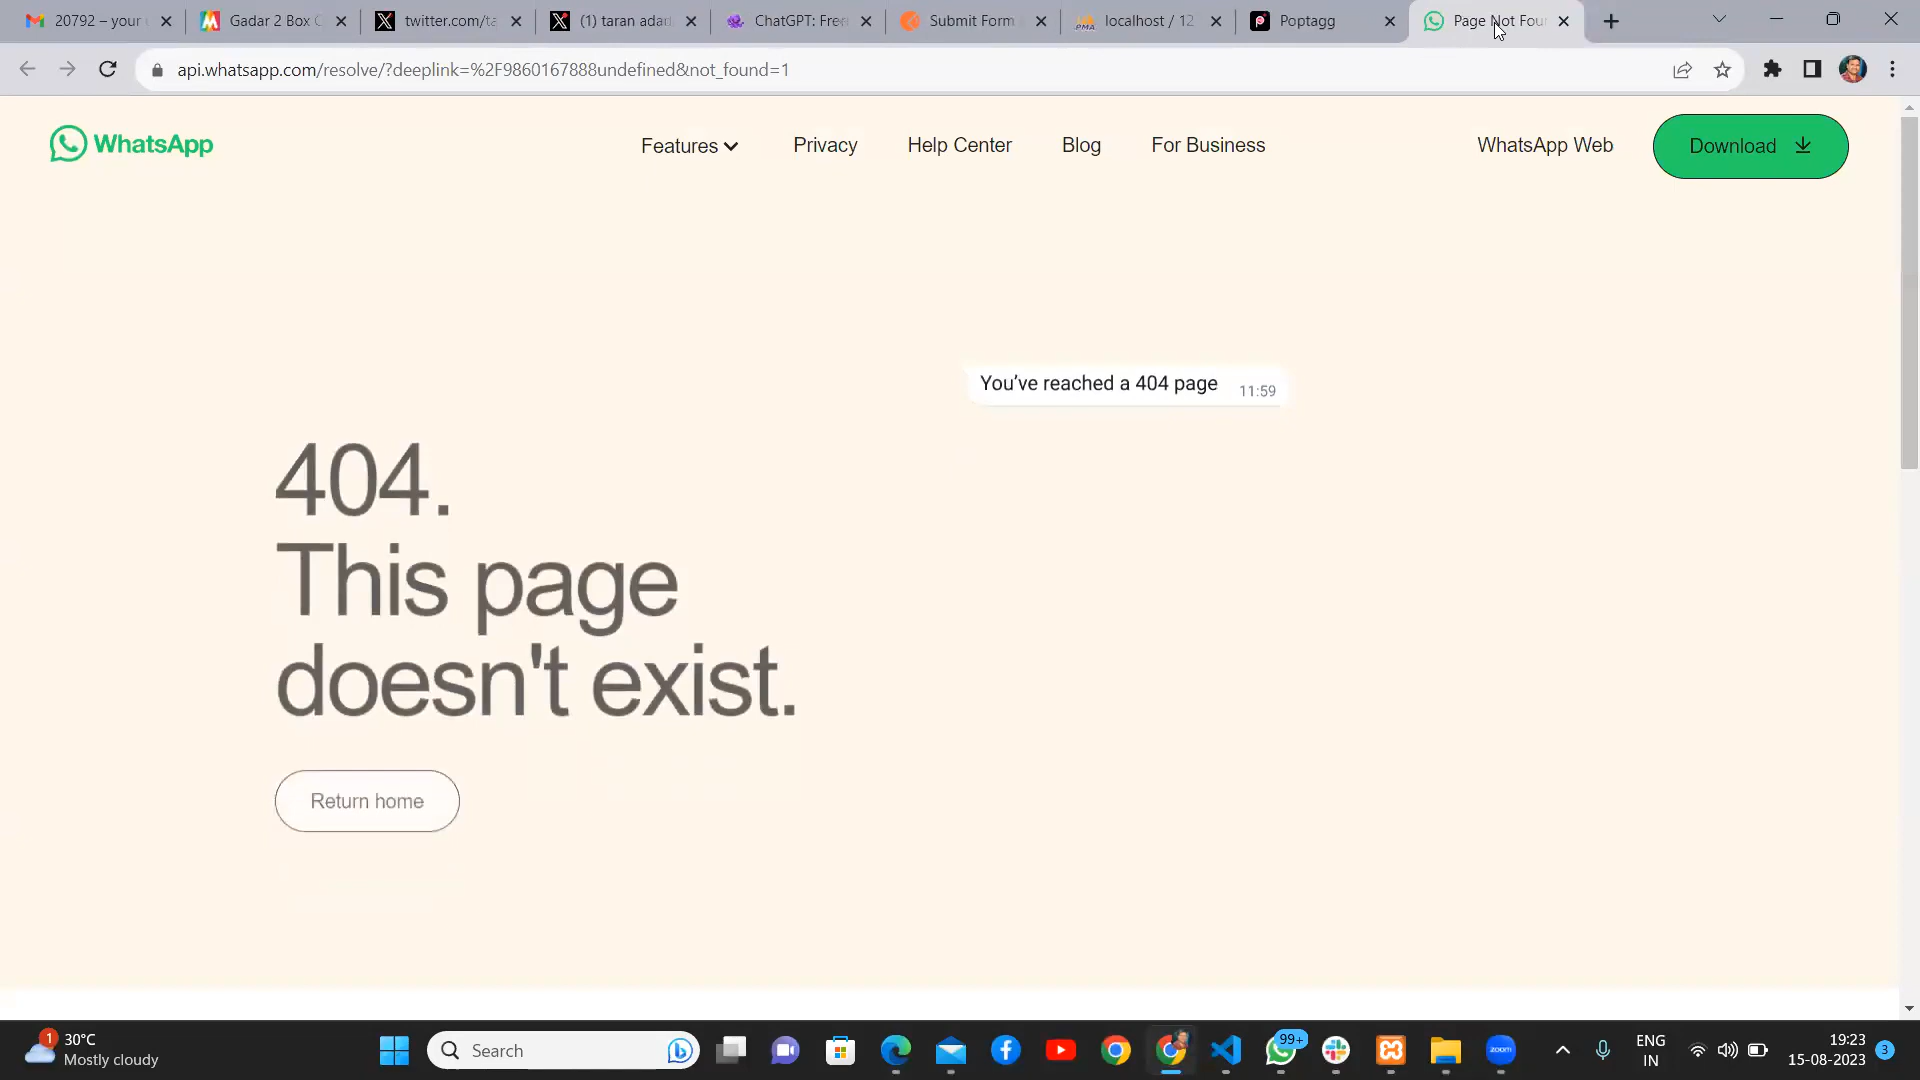 20792 – your
Gadar 2 Box C
twitter.com/ta
(1) taran adad
ChatGPT: Free
Submit Form
localhost / 12
Poptagg
Page Not Fou
api.whatsapp.com/resolve/?deeplink=%2F9860167888undefined&not_found=1
WhatsApp
Features
Privacy
Help Center
Blog
For Business
WhatsApp Web
Download
You’ve reached a 404 page 11:59
404.
This page
doesn't exist.
Return home
1
30°C
Mostly cloudy
Search
99+
zoom
ENG
IN
19:23
15-08-2023
3